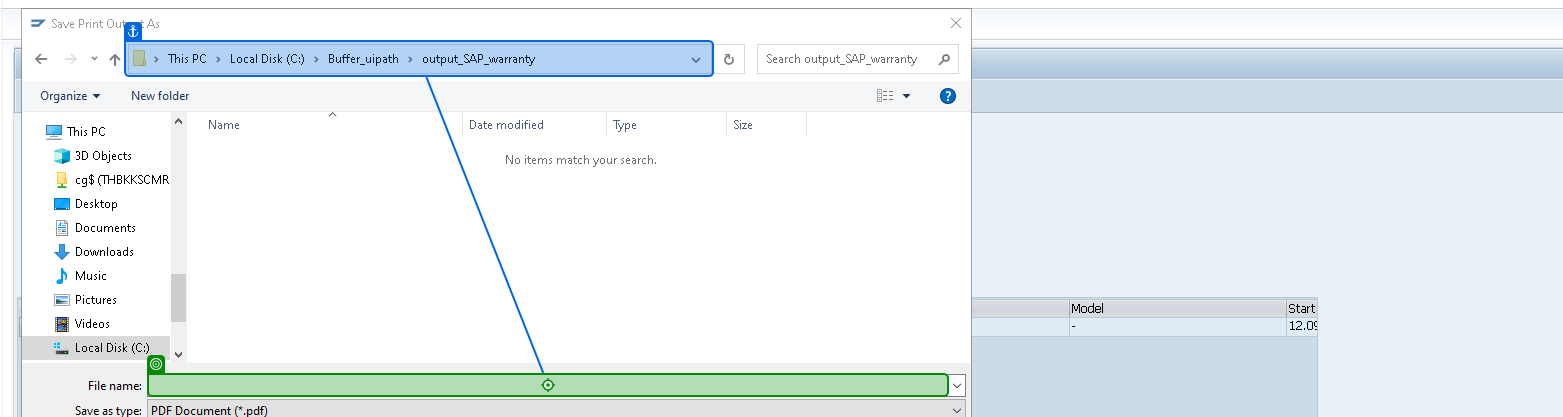 Save Print Output As
This PC > Local Disk (C:) > Buffer_uipath > output_SAP_warranty
Search output_SAP_warranty
Organize
New folder
?
This PC
3D Objects
cg$ (THBKKSCMR
Desktop
Documents
Downloads
Music
Pictures
Videos
Local Disk (C:)
Name
Date modified
Type
Size
No items match your search.
Model
Start
-
12.09
File name:
Save as type:
PDF Document (*.pdf)